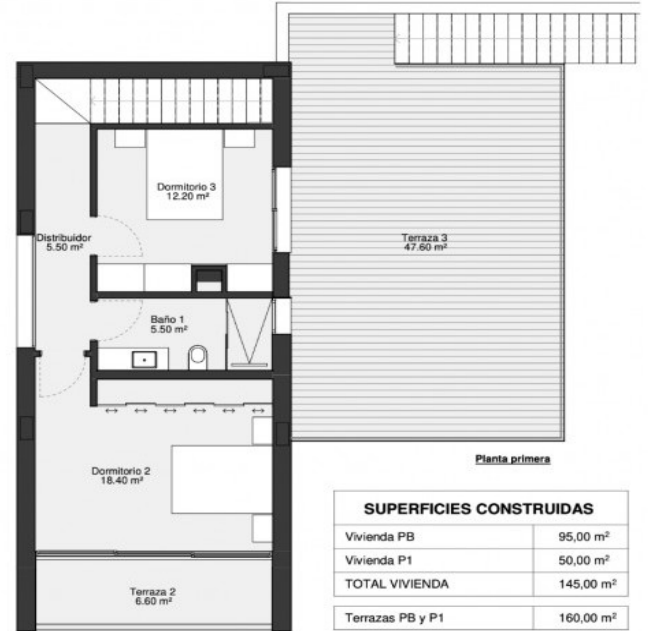 Dormitorio 3
12.20 m²
Distribuidor
5.50 m²
Terraza 3
47.60 m²
Baño 1
5.50 m²
Dormitorio 2
18.40 m²
Terraza 2
6.60 m²
Planta primera
SUPERFICIES CONSTRUIDAS
Vivienda PB 95,00 m²
Vivienda P1 50,00 m²
TOTAL VIVIENDA 145,00 m²
Terrazas PB y P1 160,00 m²